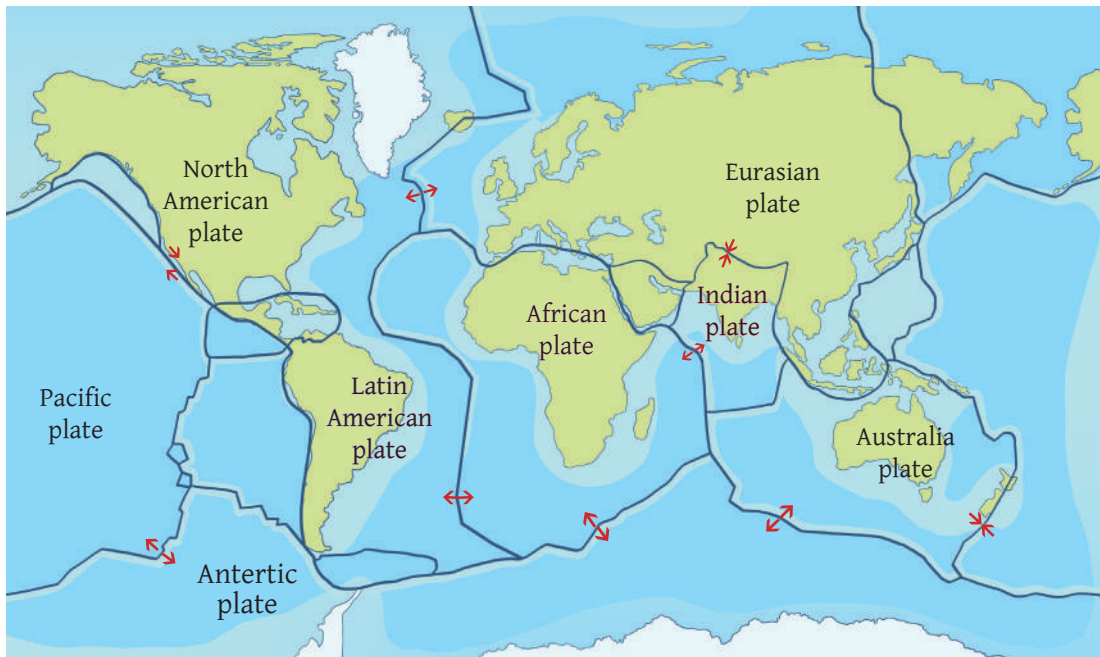 North
American
plate
Eurasian
plate
Indian
plate
African
plate
Latin
American
plate
Pacific
plate
Australia
plate
Antertic
plate